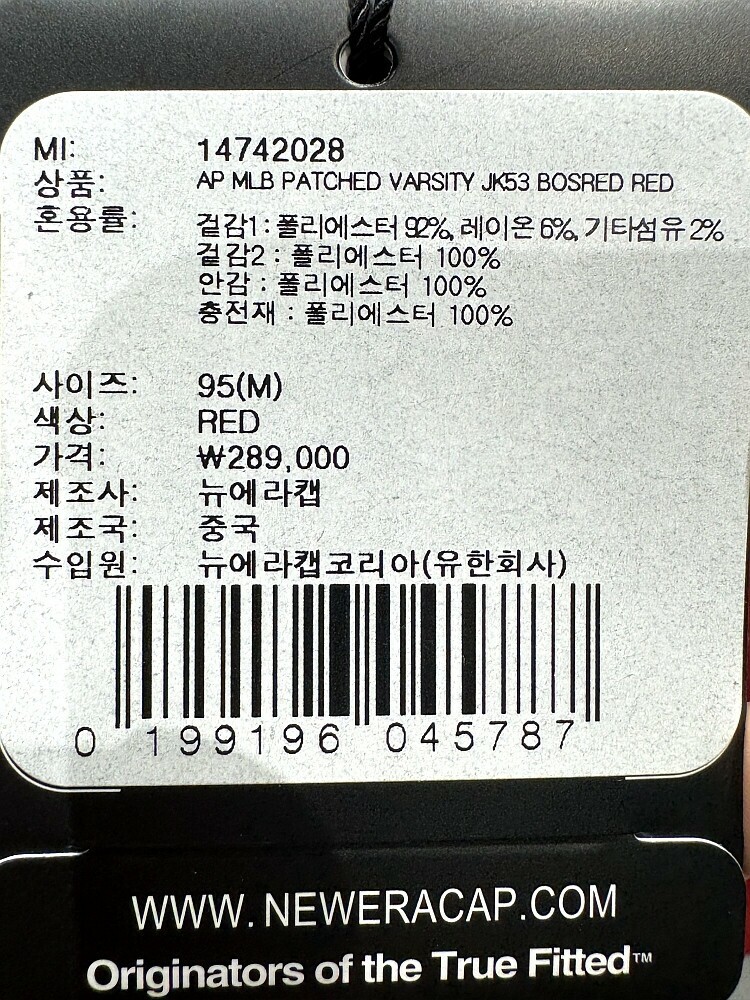 MI: 14742028
상품: AP MLB PATCHED VARSITY JK53 BOSRED RED
혼용률: 겉감1 : 폴리에스터 92%, 레이온 6%, 기타섬유 2%
겉감2 : 폴리에스터 100%
안감 : 폴리에스터 100%
충전재 : 폴리에스터 100%
사이즈: 95(M)
색상: RED
가격: ₩289,000
제조사: 뉴에라캡
제조국: 중국
수입원: 뉴에라캡코리아(유한회사)
0 199196 045787
WWW.NEWERACAP.COM
Originators of the True Fitted™